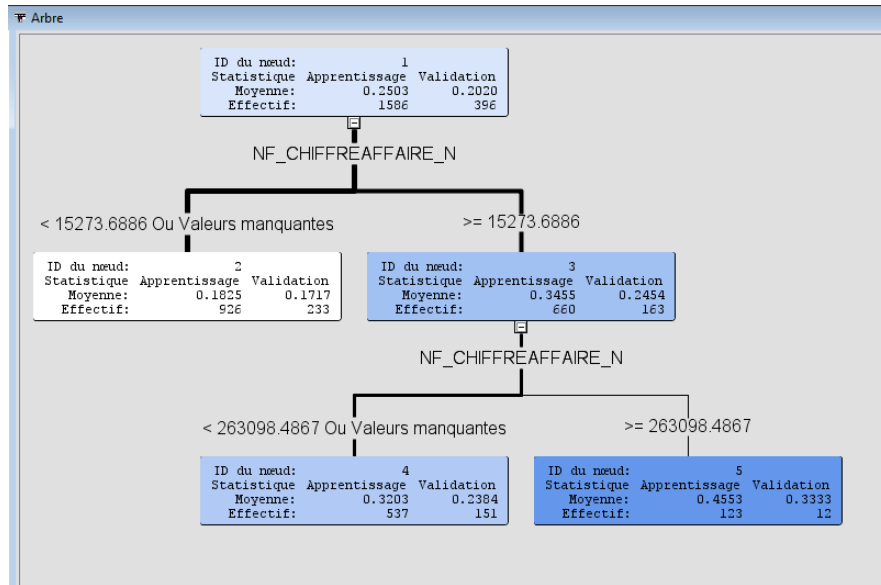 Arbre
ID du nœud: 1
Statistique Apprentissage Validation
Moyenne: 0.2503 0.2020
Effectif: 1586 396
NF_CHIFFREAFFAIRE_N
< 15273.6886 Ou Valeurs manquantes
>= 15273.6886
ID du nœud: 2
Statistique Apprentissage Validation
Moyenne: 0.1825 0.1717
Effectif: 926 233
ID du nœud: 3
Statistique Apprentissage Validation
Moyenne: 0.3455 0.2454
Effectif: 660 163
NF_CHIFFREAFFAIRE_N
< 263098.4867 Ou Valeurs manquantes
>= 263098.4867
ID du nœud: 4
Statistique Apprentissage Validation
Moyenne: 0.3203 0.2384
Effectif: 537 151
ID du nœud: 5
Statistique Apprentissage Validation
Moyenne: 0.4553 0.3333
Effectif: 123 12